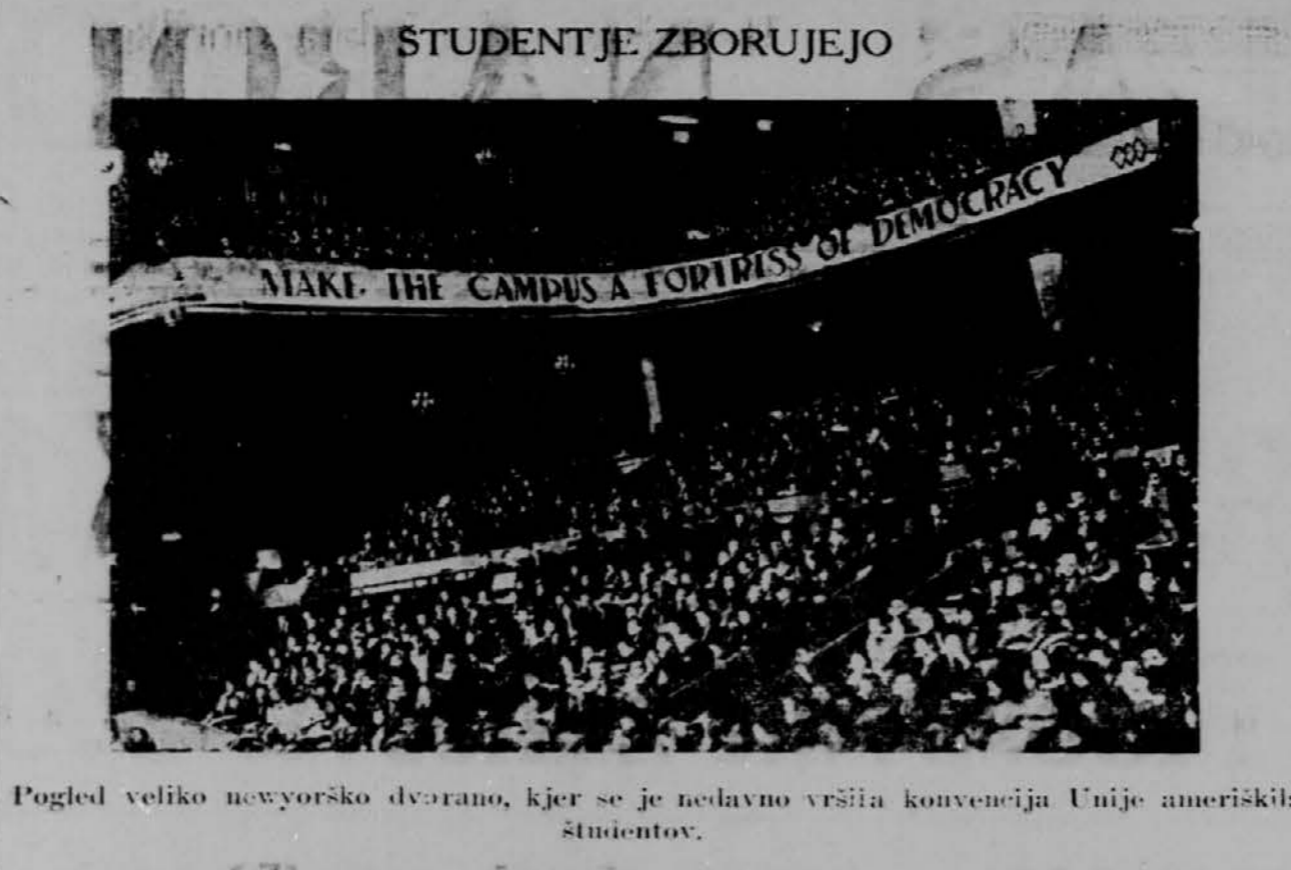 ŠTUDENTJE ZBORUJEJO
MAKE THE CAMPUS A FORTRESS OF DEMOCRACY
Pogled veliko newyorško dvorano, kjer se je nedavno vršila konvencija Unije ameriških
študentov.